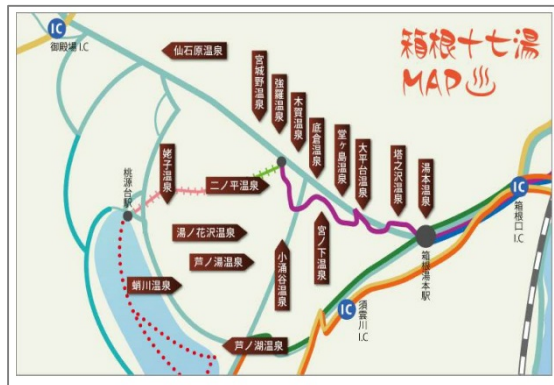 箱根十七湯
MAP
IC
御殿場I.C
仙石原温泉
宮城野温泉
強羅温泉
木賀温泉
底倉温泉
堂ヶ島温泉
大平台温泉
塔之沢温泉
湯本温泉
姥子温泉
二ノ平温泉
桃源台駅
湯ノ花沢温泉
芦ノ湯温泉
蛸川温泉
小涌谷温泉
宮ノ下温泉
芦ノ湖温泉
箱根湯本駅
IC
箱根口I.C
IC
須雲川I.C